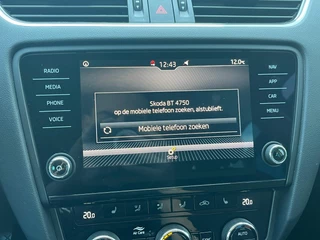 12:43
12.0°
RADIO
MEDIA
PHONE
VOICE
NAV
APP
CAR
MENU
Skoda BT 4750
op de mobiele telefoon zoeken, alstublieft.
Mobiele telefoon zoeken
20.0
20.0